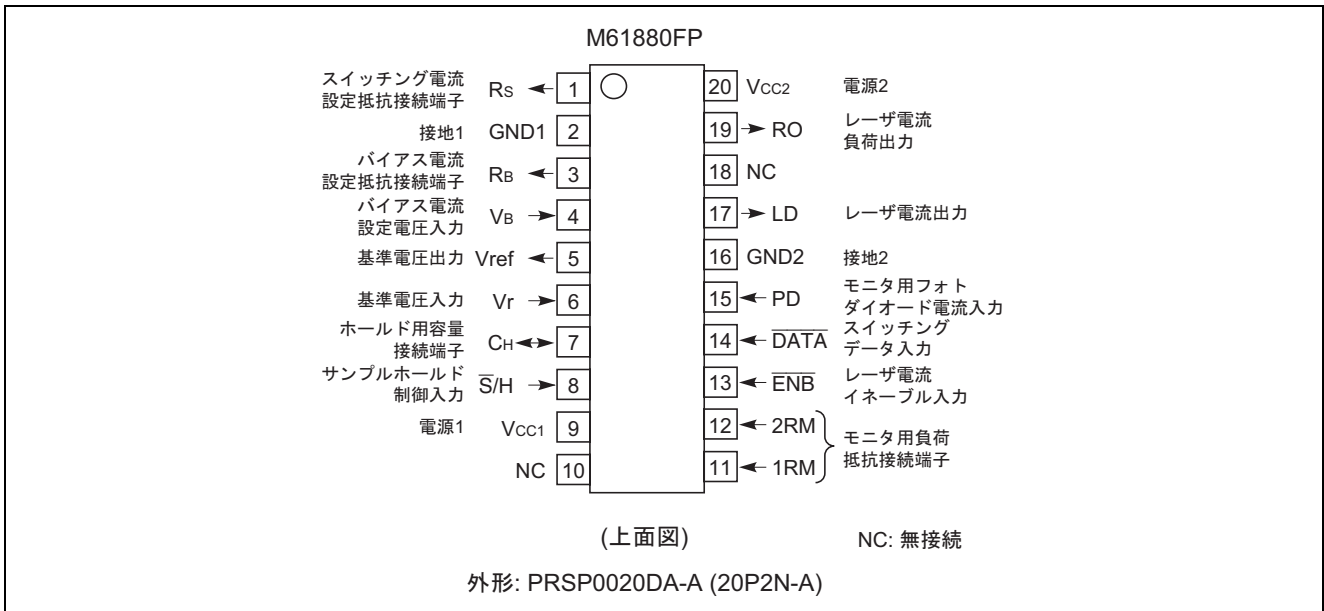 M61880FP
スイッチング電流
設定抵抗接続端子
RS
1
接地1
GND1
2
バイアス電流
設定抵抗接続端子
RB
3
バイアス電流
設定電圧入力
VB
4
基準電圧出力
Vref
5
基準電圧入力
Vr
6
ホールド用容量
接続端子
CH
7
サンプルホールド
制御入力
S̅/H
8
電源1
VCC1
9
NC
10
20
VCC2
電源2
19
RO
レーザ電流
負荷出力
18
NC
17
LD
レーザ電流出力
16
GND2
接地2
15
PD
モニタ用フォト
ダイオード電流入力
14
D̅A̅T̅A̅
スイッチング
データ入力
13
E̅N̅B̅
レーザ電流
イネーブル入力
12
2RM
11
1RM
モニタ用負荷
抵抗接続端子
(上面図)
NC: 無接続
外形: PRSP0020DA-A (20P2N-A)